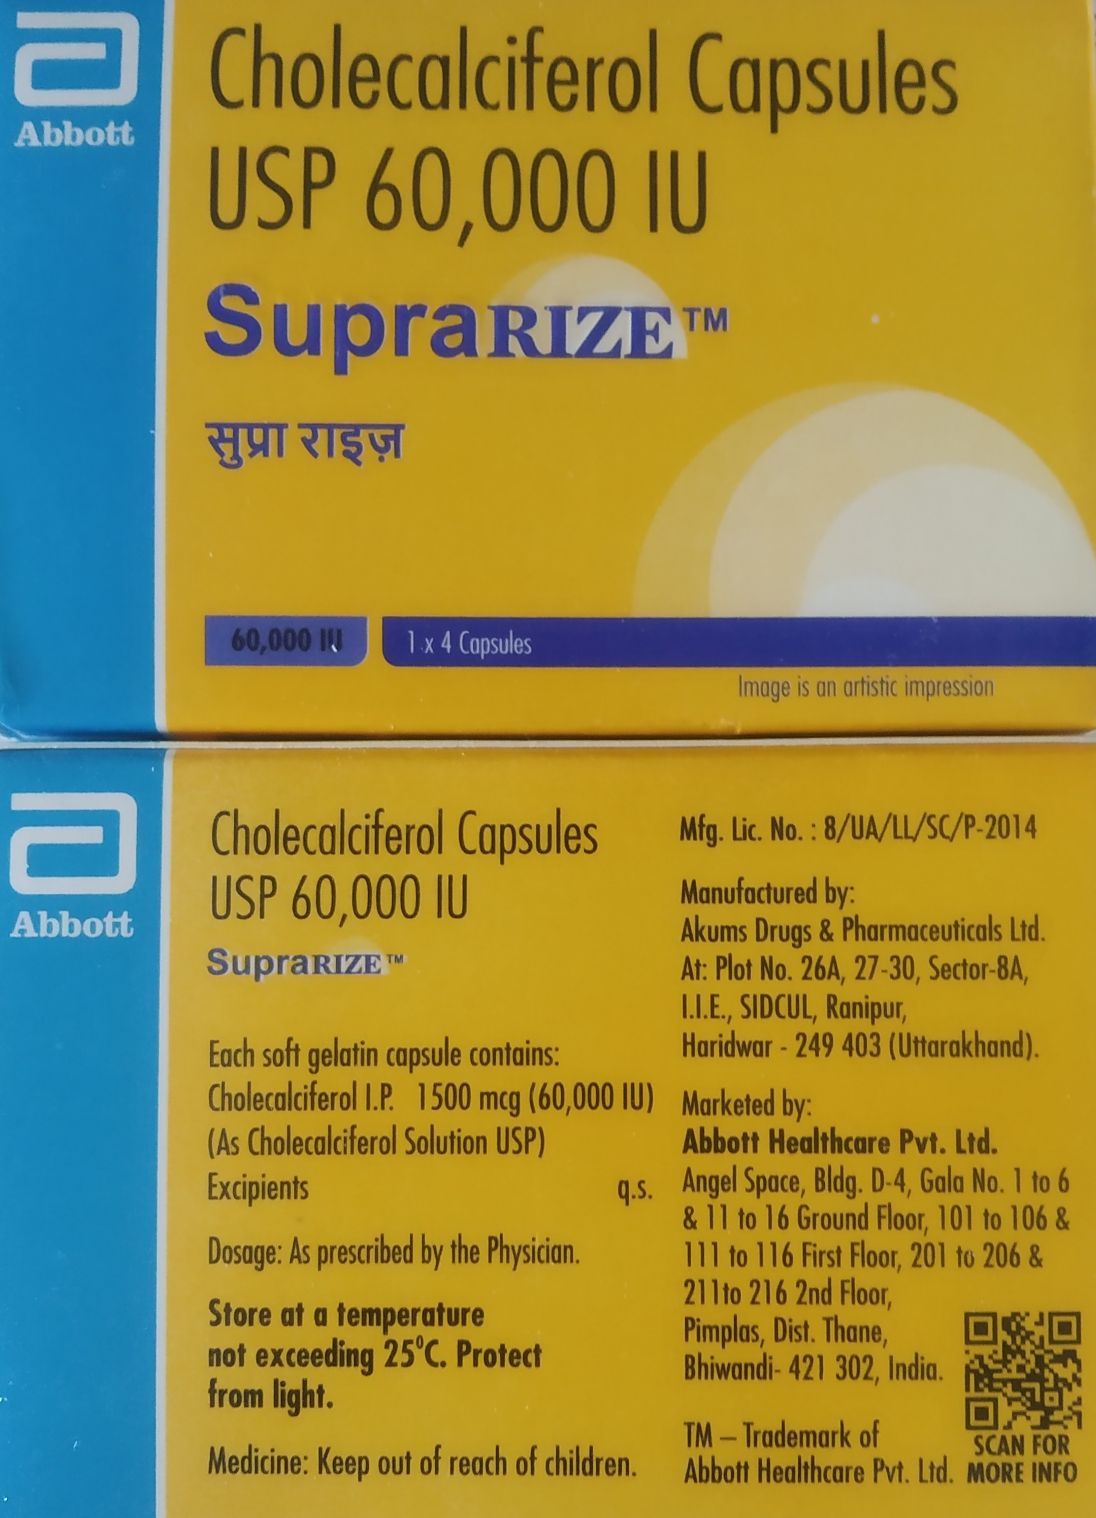 Abbott
Cholecalciferol Capsules
USP 60,000 IU
SupraRIZE™
सुप्रा राइज़
60,000 IU
1 x 4 Capsules
Image is an artistic impression
Abbott
Cholecalciferol Capsules
USP 60,000 IU
SupraRIZE™
Each soft gelatin capsule contains:
Cholecalciferol I.P. 1500 mcg (60,000 IU)
(As Cholecalciferol Solution USP)
Excipients q.s.
Dosage: As prescribed by the Physician.
Store at a temperature
not exceeding 25⁰C. Protect
from light.
Medicine: Keep out of reach of children.
Mfg. Lic. No. : 8/UA/LL/SC/P-2014
Manufactured by:
Akums Drugs & Pharmaceuticals Ltd.
At: Plot No. 26A, 27-30, Sector-8A,
I.I.E., SIDCUL, Ranipur,
Haridwar - 249 403 (Uttarakhand).
Marketed by:
Abbott Healthcare Pvt. Ltd.
Angel Space, Bldg. D-4, Gala No. 1 to 6
& 11 to 16 Ground Floor, 101 to 106 &
111 to 116 First Floor, 201 to 206 &
211to 216 2nd Floor,
Pimplas, Dist. Thane,
Bhiwandi- 421 302, India.
TM – Trademark of
Abbott Healthcare Pvt. Ltd.
SCAN FOR
MORE INFO